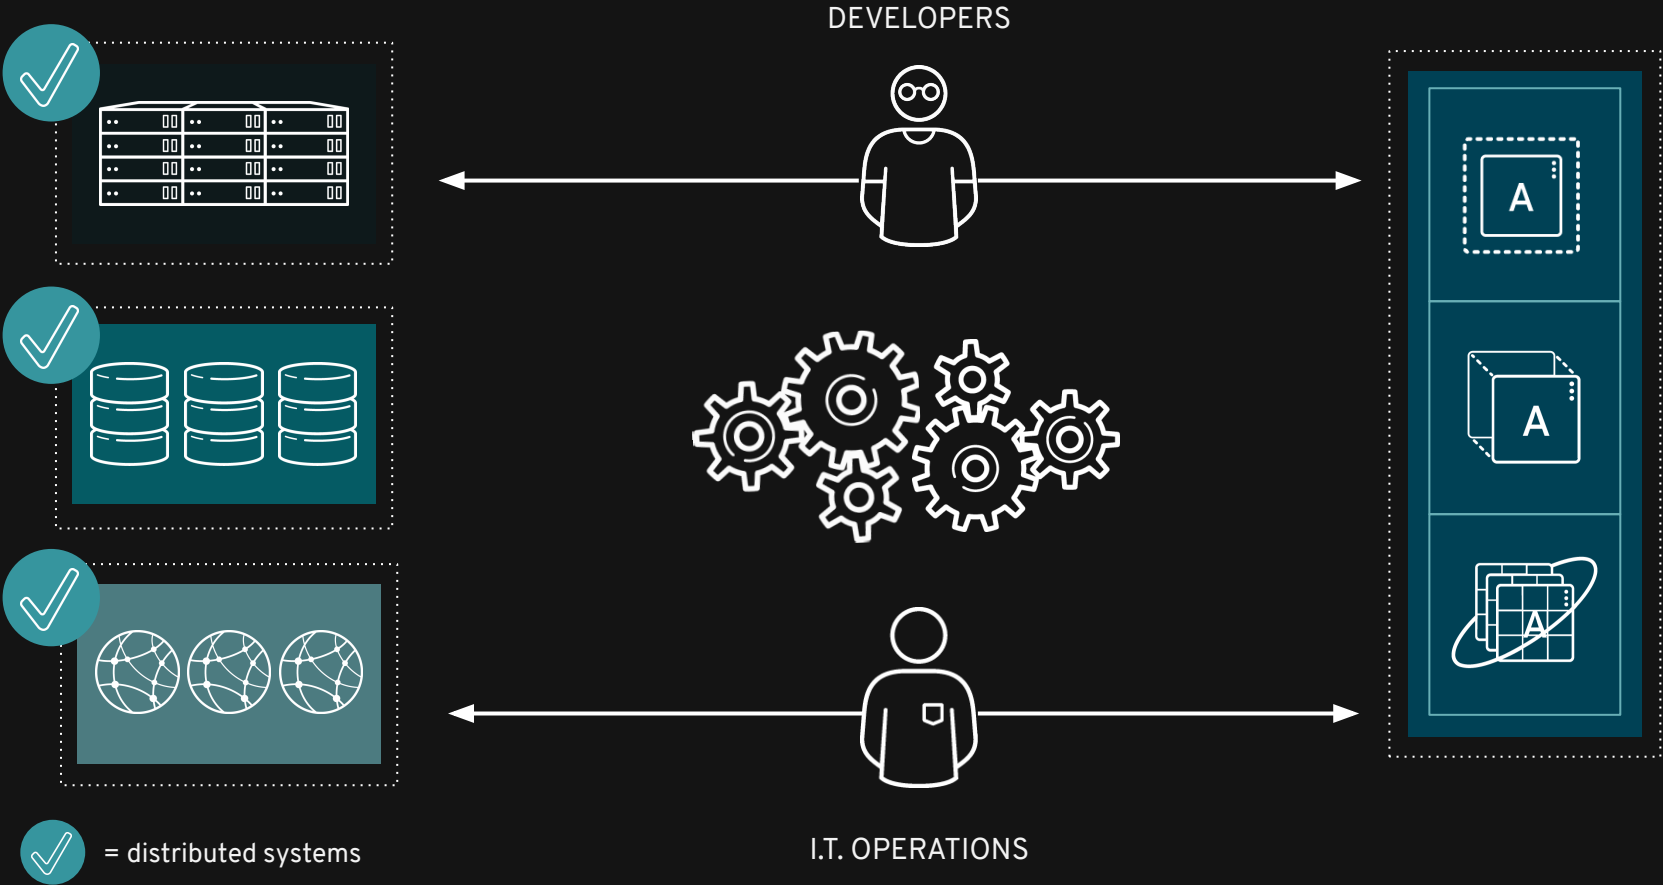 DEVELOPERS
A
A
A
= distributed systems
I.T. OPERATIONS